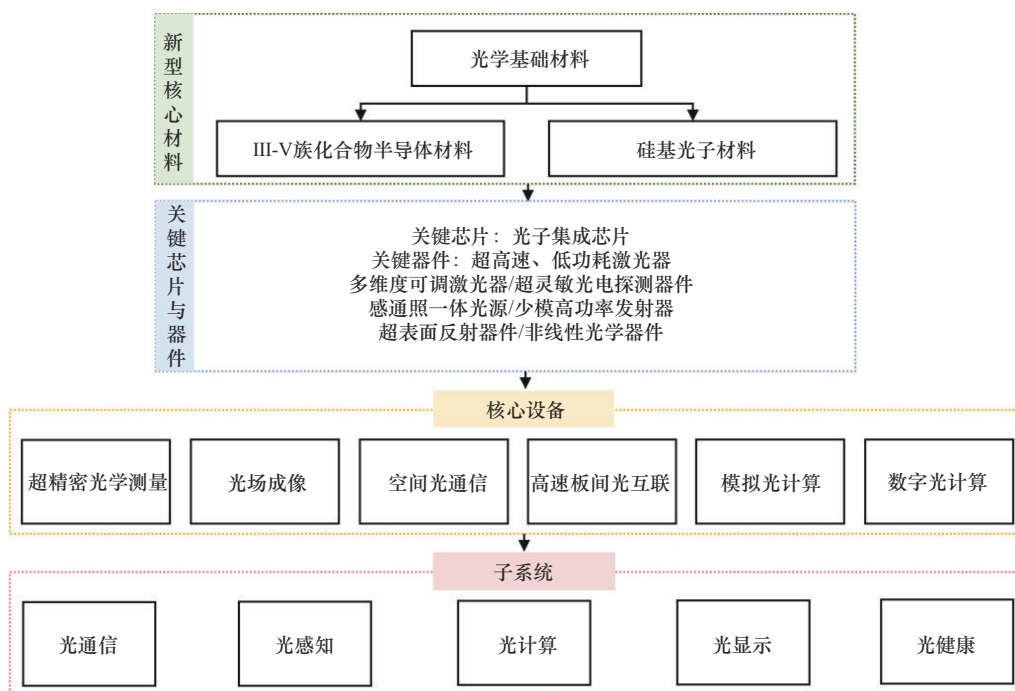 新型核心材料
光学基础材料
III-V族化合物半导体材料
硅基光子材料
关键芯片与器件
关键芯片：光子集成芯片
关键器件：超高速、低功耗激光器
多维度可调激光器/超灵敏光电探测器件
感通照一体光源/少模高功率发射器
超表面反射器件/非线性光学器件
核心设备
超精密光学测量
光场成像
空间光通信
高速板间光互联
模拟光计算
数字光计算
子系统
光通信
光感知
光计算
光显示
光健康